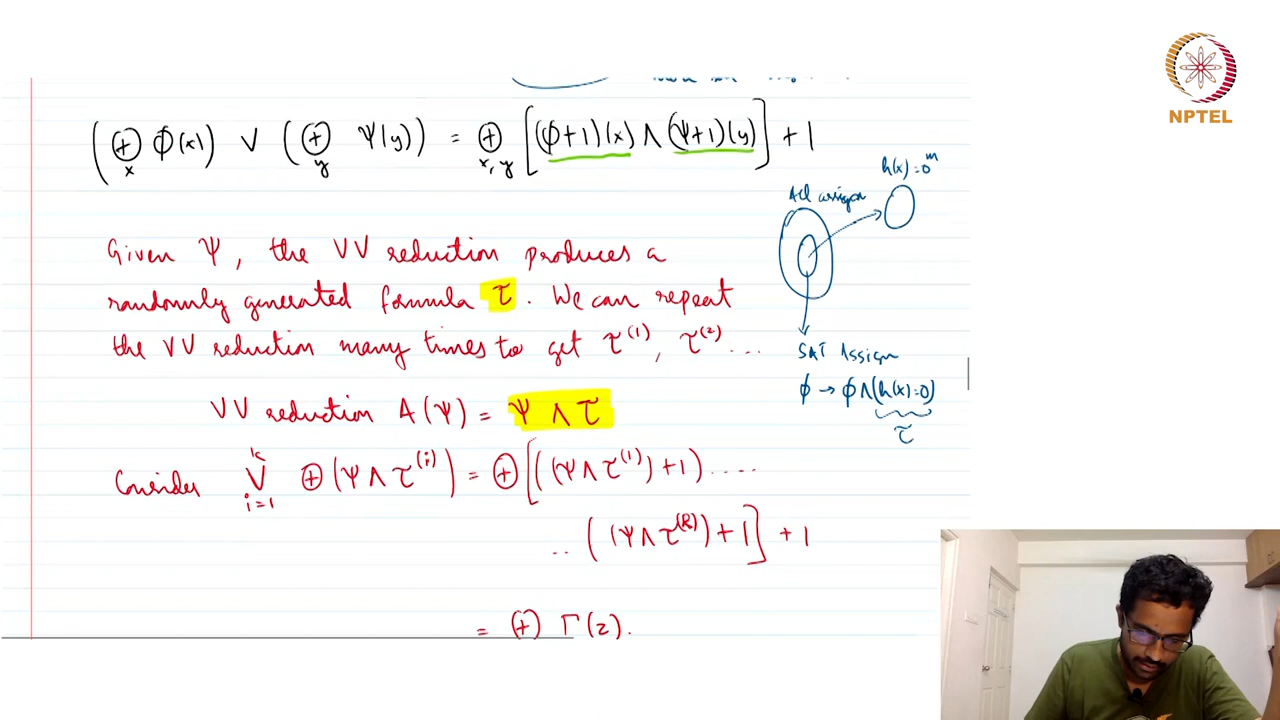 (⊕ₓ ϕ(x)) ∨ (⊕_y Ψ(y)) = ⊕_{x,y} [(ϕ+1)(x) ∧ (Ψ+1)(y)] + 1
h(x)=0^m
All assign
Given Ψ, the VV reduction produces a
randomly generated formula τ. We can repeat
the VV reduction many times to get τ^(1), τ^(2) ...
SAT Assign
ϕ → ϕ∧(h(x)=0)
τ
VV reduction A(Ψ) = Ψ ∧ τ
Consider ∨_{i=1}^{k} ⊕(Ψ∧τ^(i)) = ⊕[((Ψ∧τ^(1))+1) ....
.. ((Ψ∧τ^(k))+1] + 1
= ⊕ Γ(z).
NPTEL